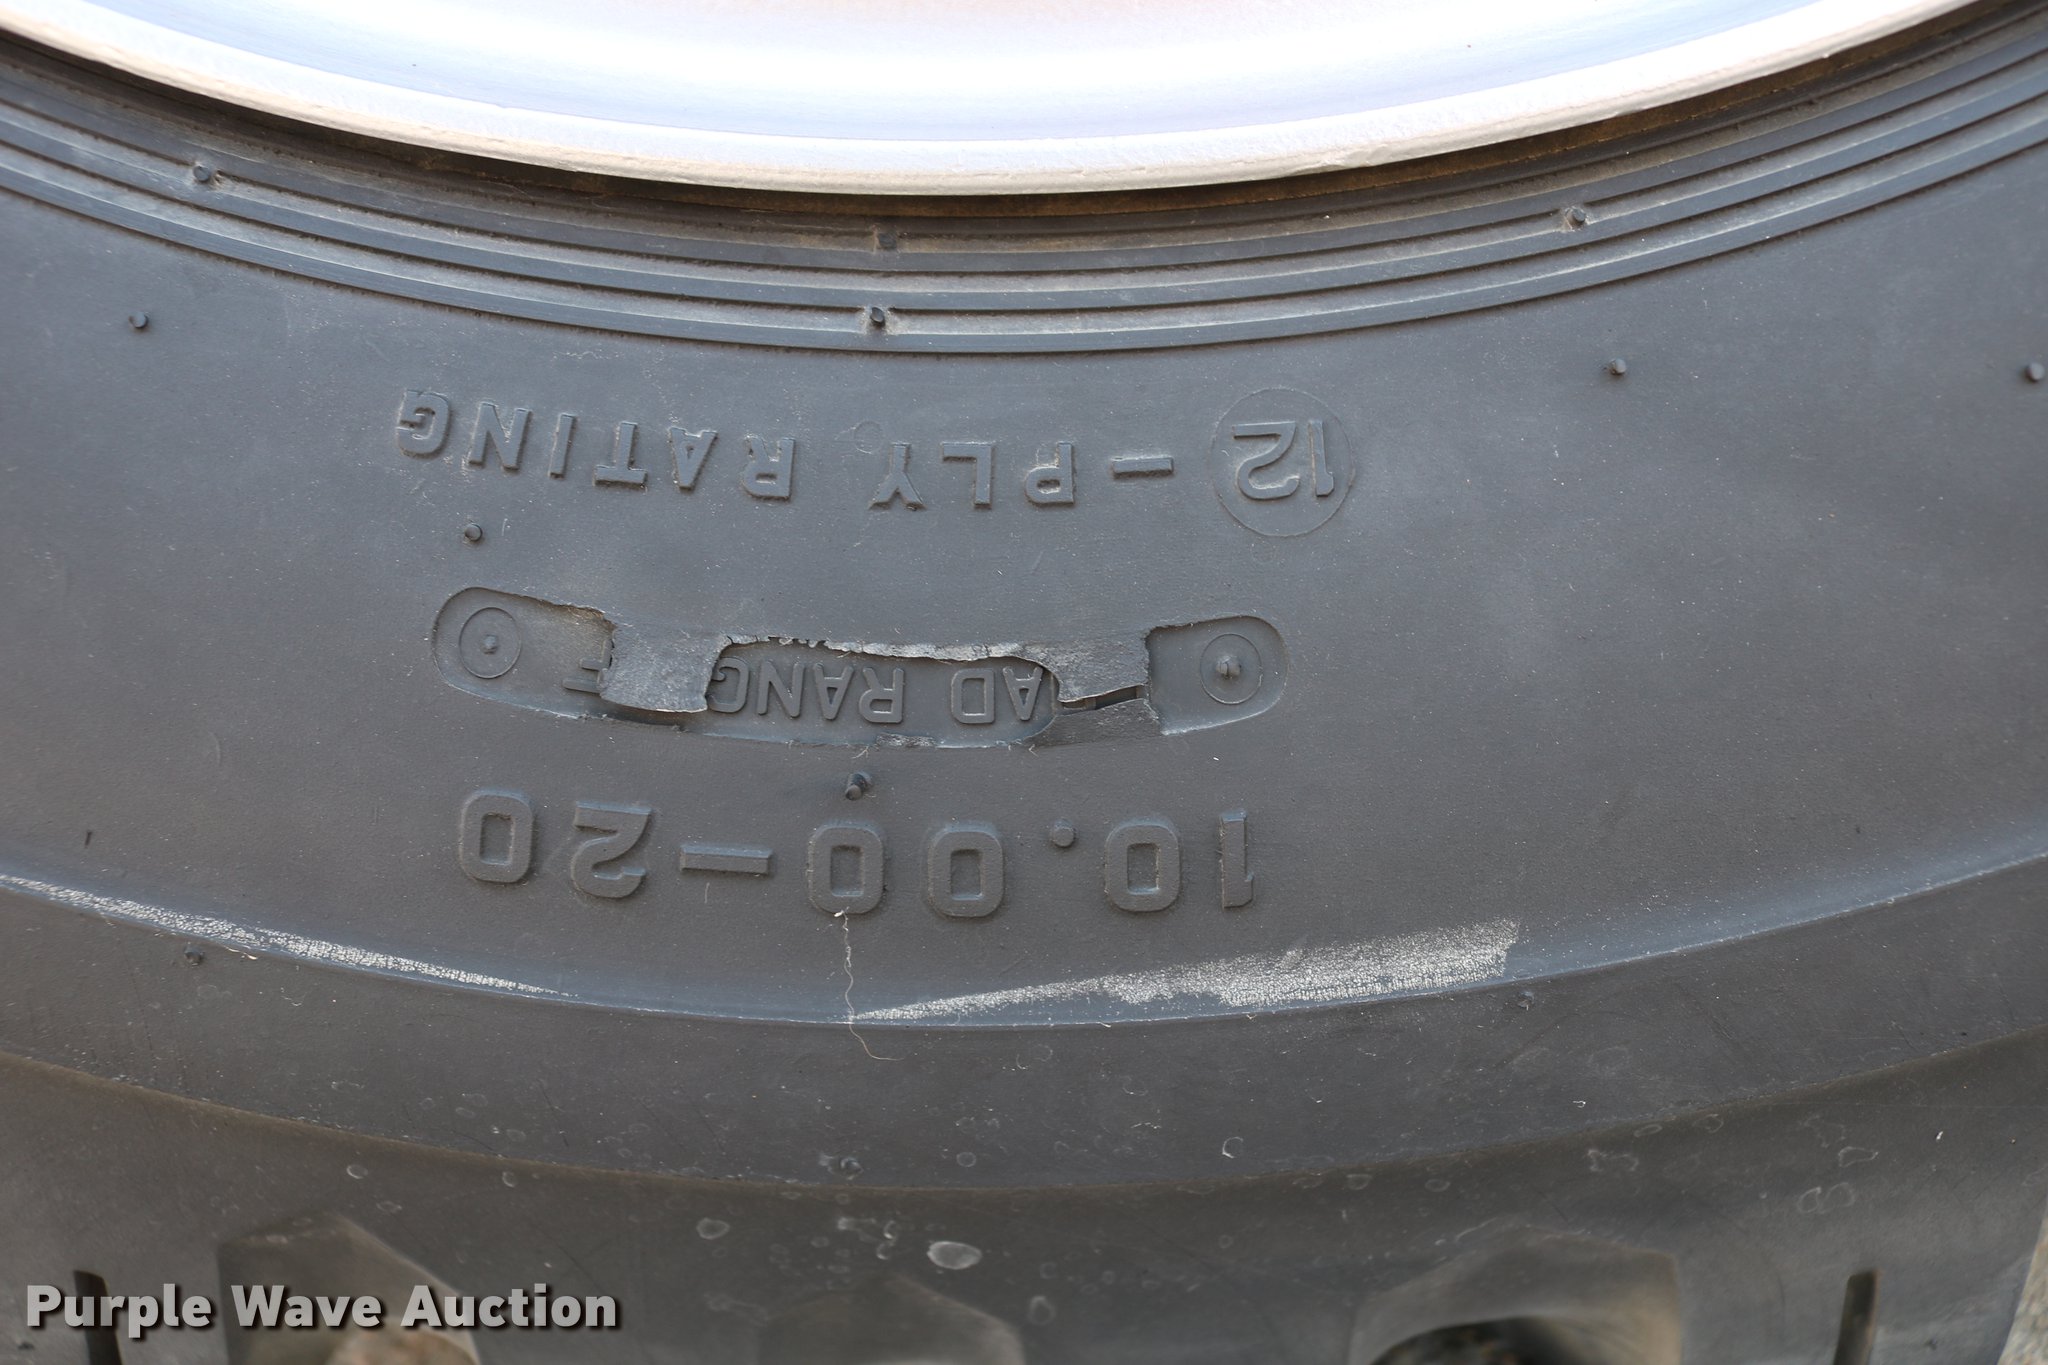 10.00-20
AD RANG
12-PLY RATING
Purple Wave Auction